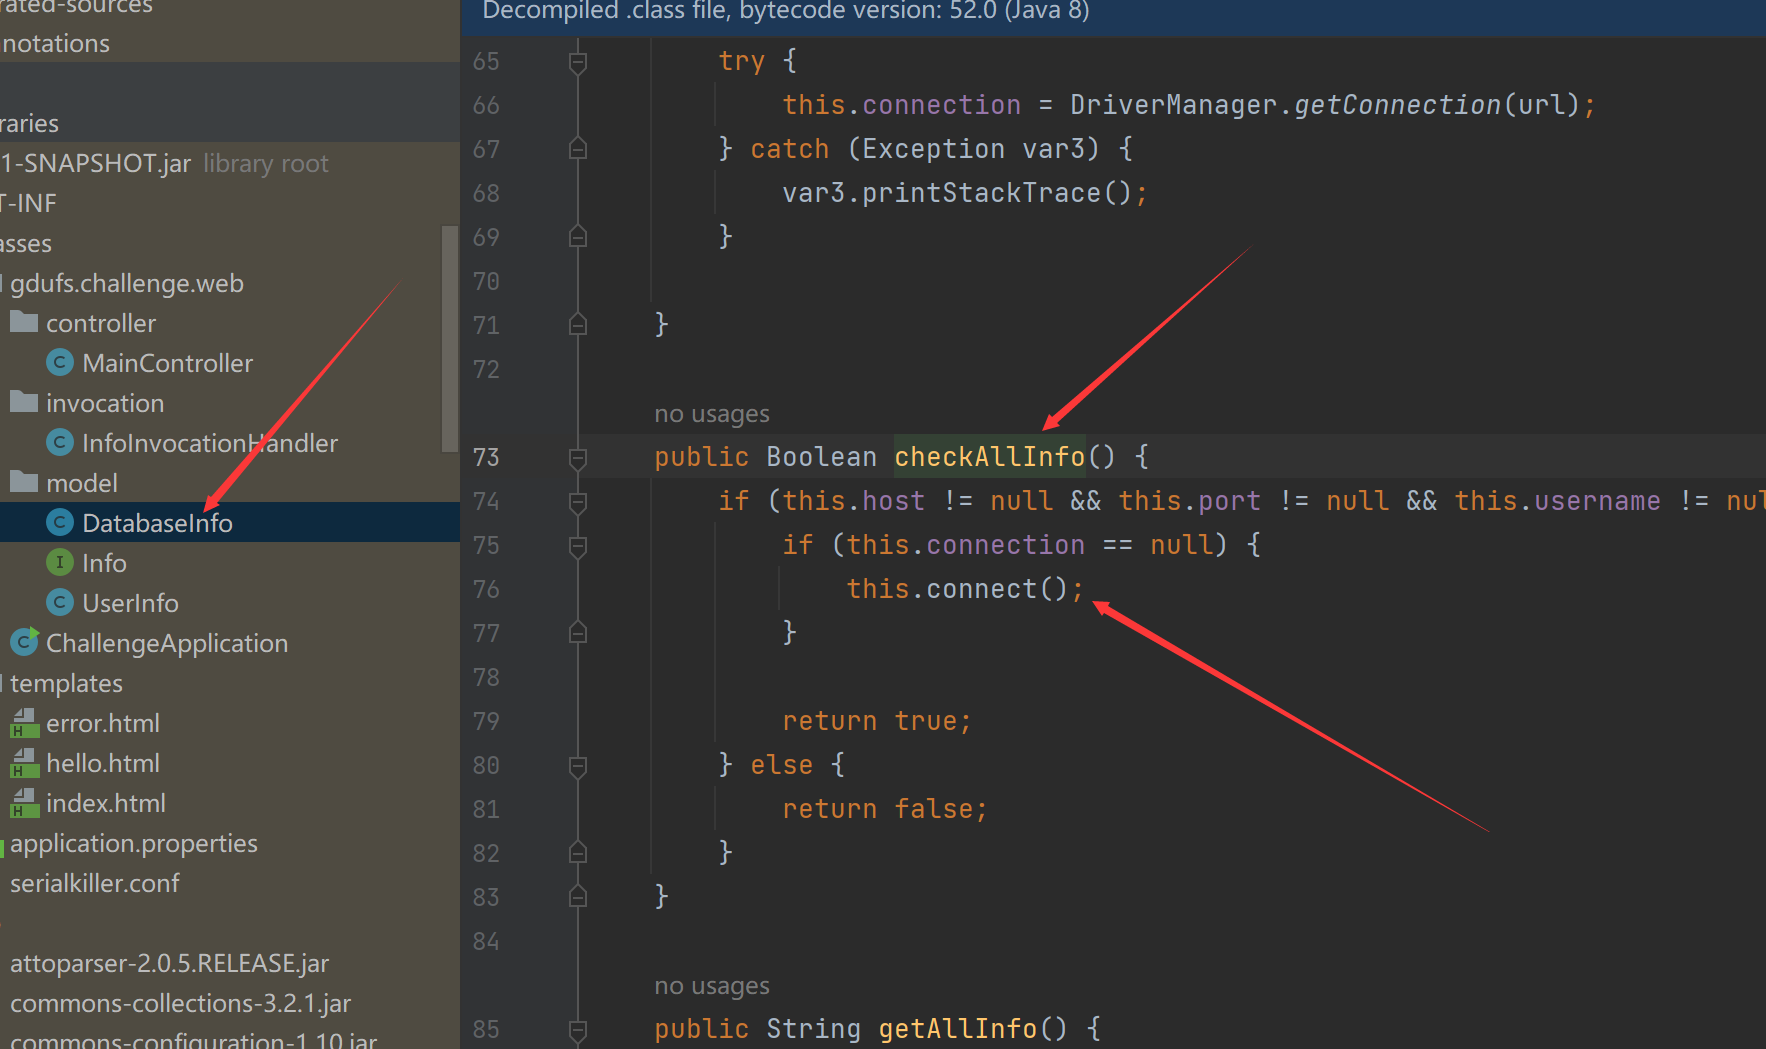 rated-sources
notations
raries
1-SNAPSHOT.jar library root
T-INF
asses
gdufs.challenge.web
controller
MainController
invocation
InfoInvocationHandler
model
DatabaseInfo
Info
UserInfo
ChallengeApplication
templates
error.html
hello.html
index.html
application.properties
serialkiller.conf
attoparser-2.0.5.RELEASE.jar
commons-collections-3.2.1.jar
commons-configuration-1.10.jar
Decompiled .class file, bytecode version: 52.0 (Java 8)
65 try {
66 this.connection = DriverManager.getConnection(url);
67 } catch (Exception var3) {
68 var3.printStackTrace();
69 }
70
71 }
72
no usages
73 public Boolean checkAllInfo() {
74 if (this.host != null && this.port != null && this.username != nul
75 if (this.connection == null) {
76 this.connect();
77 }
78
79 return true;
80 } else {
81 return false;
82 }
83 }
84
no usages
85 public String getAllInfo() {